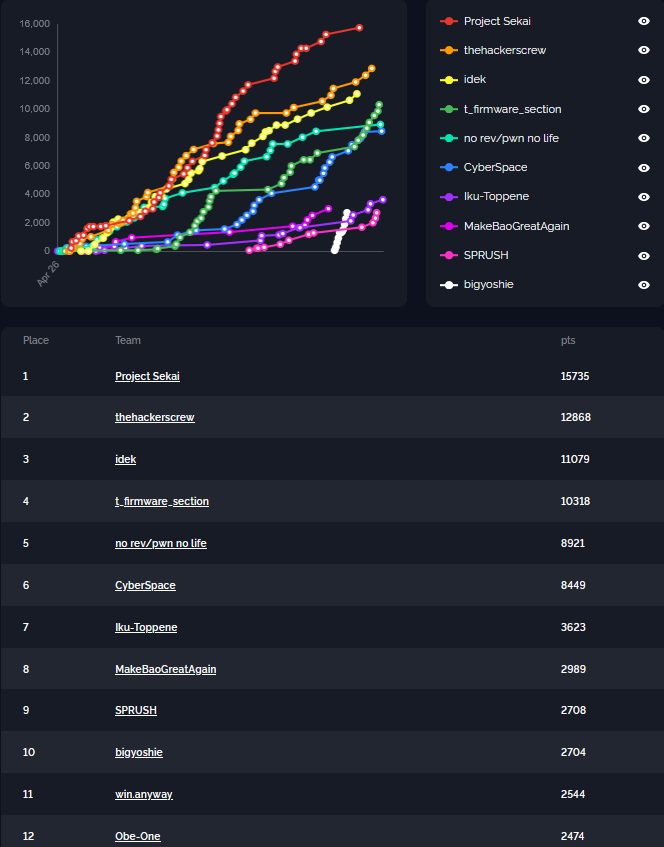 16,000
14,000
12,000
10,000
8,000
6,000
4,000
2,000
0
Apr 26
Project Sekai
thehackerscrew
idek
t_firmware_section
no rev/pwn no life
CyberSpace
Iku-Toppene
MakeBaoGreatAgain
SPRUSH
bigyoshie
Place Team pts
1 Project Sekai 15735
2 thehackerscrew 12868
3 idek 11079
4 t_firmware_section 10318
5 no rev/pwn no life 8921
6 CyberSpace 8449
7 Iku-Toppene 3623
8 MakeBaoGreatAgain 2989
9 SPRUSH 2708
10 bigyoshie 2704
11 win.anyway 2544
12 Obe-One 2474